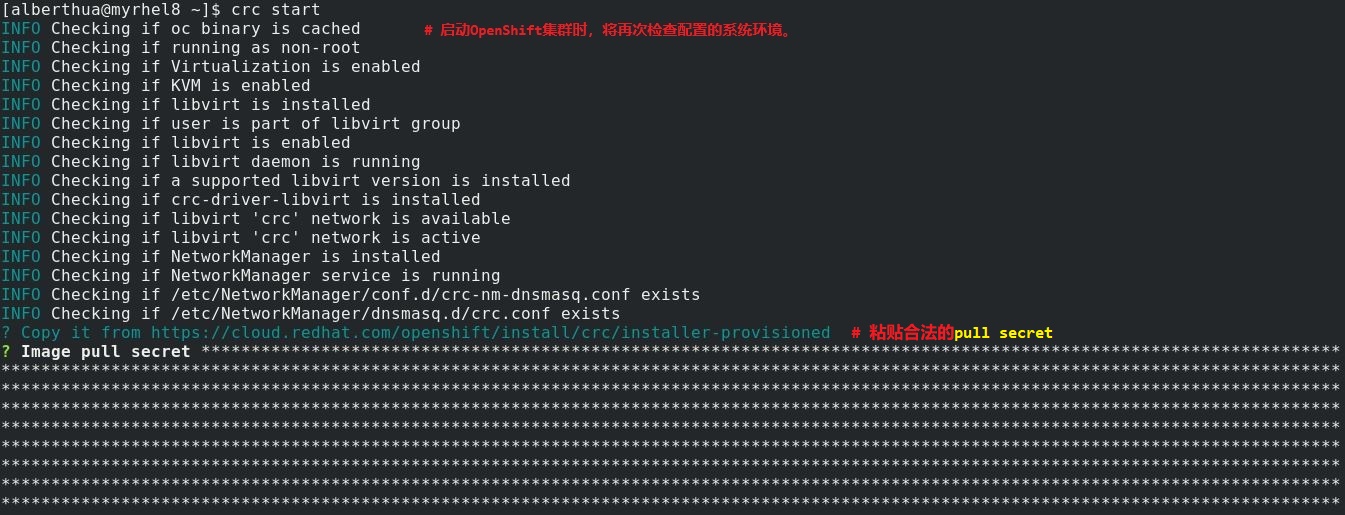 [alberthua@myrhel8 ~]$ crc start
INFO Checking if oc binary is cached # 启动OpenShift集群时，将再次检查配置的系统环境。
INFO Checking if running as non-root
INFO Checking if Virtualization is enabled
INFO Checking if KVM is enabled
INFO Checking if libvirt is installed
INFO Checking if user is part of libvirt group
INFO Checking if libvirt is enabled
INFO Checking if libvirt daemon is running
INFO Checking if a supported libvirt version is installed
INFO Checking if crc-driver-libvirt is installed
INFO Checking if libvirt 'crc' network is available
INFO Checking if libvirt 'crc' network is active
INFO Checking if NetworkManager is installed
INFO Checking if NetworkManager service is running
INFO Checking if /etc/NetworkManager/conf.d/crc-nm-dnsmasq.conf exists
INFO Checking if /etc/NetworkManager/dnsmasq.d/crc.conf exists
? Copy it from https://cloud.redhat.com/openshift/install/crc/installer-provisioned # 粘贴合法的pull secret
? Image pull secret ******************************************************************************************************************
**************************************************************************************************************************************
**************************************************************************************************************************************
**************************************************************************************************************************************
**************************************************************************************************************************************
**************************************************************************************************************************************
**************************************************************************************************************************************
**************************************************************************************************************************************
**************************************************************************************************************************************